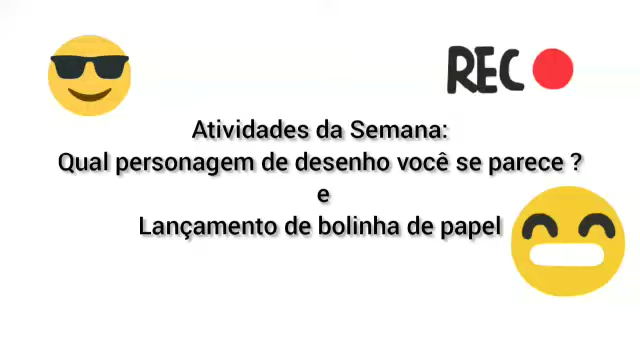 REC
Atividades da Semana:
Qual personagem de desenho você se parece ?
e
Lançamento de bolinha de papel